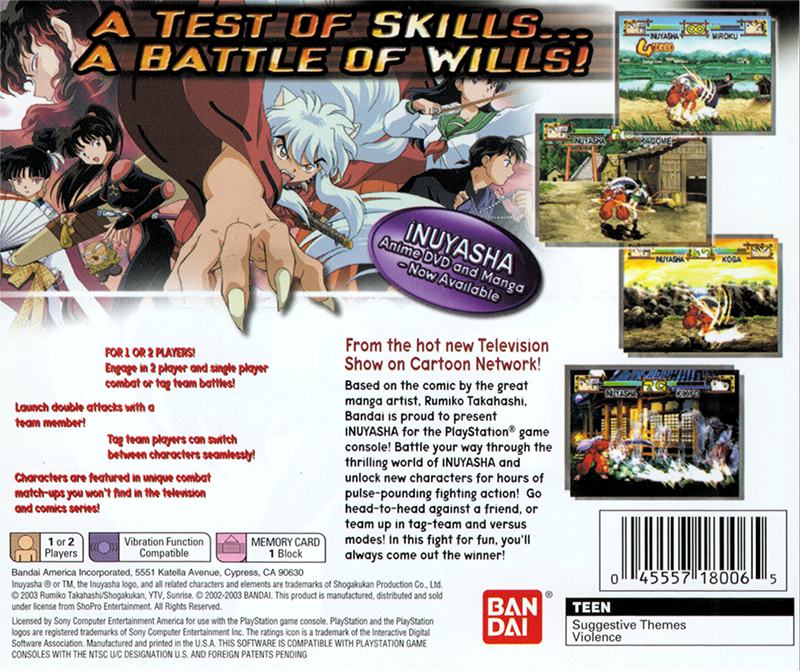 A TEST OF SKILLS...
A BATTLE OF WILLS!
INUYASHA
MIROKU
INUYASHA
KAGOME
INUYASHA
KOGA
INUYASHA
70
KIKYO
INUYASHA
Anime DVD and Manga
- Now Available
FOR 1 OR 2 PLAYERS!
Engage in 2 player and single player
combat or tag team battles!
Launch double attacks with a
team member!
Tag team players can switch
between characters seamlessly!
Characters are featured in unique combat
match-ups you won't find in the television
and comics series!
From the hot new Television
Show on Cartoon Network!
Based on the comic by the great
manga artist, Rumiko Takahashi,
Bandai is proud to present
INUYASHA for the PlayStation® game
console! Battle your way through the
thrilling world of INUYASHA and
unlock new characters for hours of
pulse-pounding fighting action! Go
head-to-head against a friend, or
team up in tag-team and versus
modes! In this fight for fun, you'll
always come out the winner!
1 or 2
Players
Vibration Function
Compatible
MEMORY CARD
1 Block
Bandai America Incorporated, 5551 Katella Avenue, Cypress, CA 90630
Inuyasha ® or TM, the Inuyasha logo, and all related characters and elements are trademarks of Shogakukan Production Co., Ltd.
© 2003 Rumiko Takahashi/Shogakukan, YTV, Sunrise. © 2002-2003 BANDAI. This product is manufactured, distributed and sold
under license from ShoPro Entertainment. All Rights Reserved.
Licensed by Sony Computer Entertainment America for use with the PlayStation game console. PlayStation and the PlayStation
logos are registered trademarks of Sony Computer Entertainment Inc. The ratings icon is a trademark of the Interactive Digital
Software Association. Manufactured and printed in the U.S.A. THIS SOFTWARE IS COMPATIBLE WITH PLAYSTATION GAME
CONSOLES WITH THE NTSC U/C DESIGNATION U.S. AND FOREIGN PATENTS PENDING
BAN
DAI®
0 45557 18006 5
TEEN
Suggestive Themes
Violence